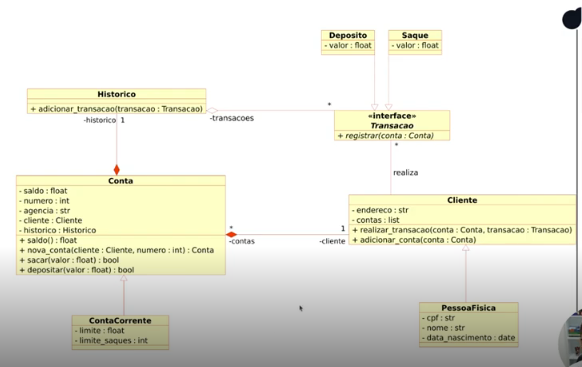 Deposito
- valor : float
Saque
- valor : float
Historico
+ adicionar_transacao(transacao : Transacao)
-historico 1
-transacoes
*
«interface»
Transacao
+ registrar(conta : Conta)
*
realiza
Conta
- saldo : float
- numero : int
- agencia : str
- cliente : Cliente
- historico : Historico
+ saldo() : float
+ nova_conta(cliente : Cliente, numero : int) : Conta
+ sacar(valor : float) : bool
+ depositar(valor : float) : bool
*
-contas
1
-cliente
Cliente
- endereco : str
- contas : list
+ realizar_transacao(conta : Conta, transacao : Transacao)
+ adicionar_conta(conta : Conta)
ContaCorrente
- limite : float
- limite_saques : int
PessoaFisica
- cpf : str
- nome : str
- data_nascimento : date